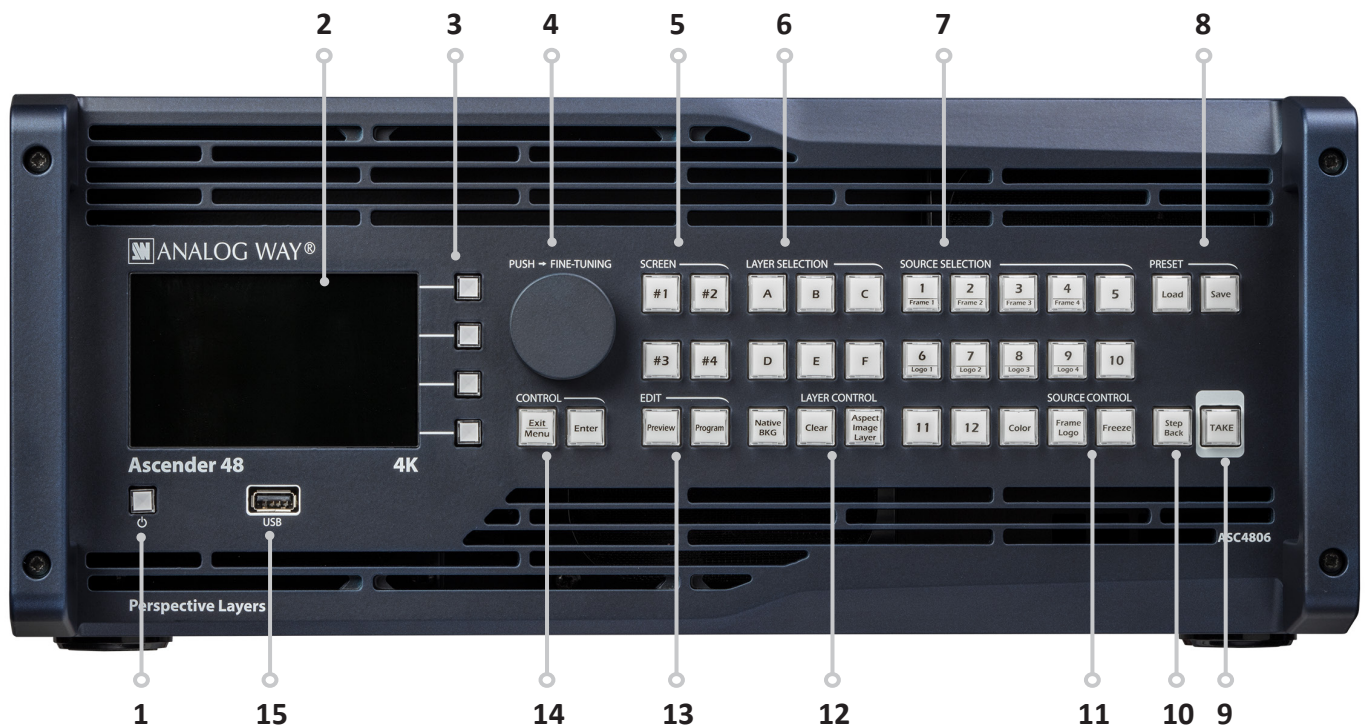 2 3 4 5 6 7 8
ANALOG WAY®
PUSH → FINE-TUNING
SCREEN
LAYER SELECTION
SOURCE SELECTION
PRESET
#1 #2 A B C 1 2 3 4 5 Load Save
Frame 1 Frame 2 Frame 3 Frame 4
#3 #4 D E F 6 7 8 9 10
Logo 1 Logo 2 Logo 3 Logo 4
CONTROL
EDIT
LAYER CONTROL
SOURCE CONTROL
Exit
Menu
Enter
Preview
Program
Native
BKG
Clear
Aspect
Image
Layer
11
12
Color
Frame
Logo
Freeze
Step
Back
TAKE
Ascender 48 4K
USB
ASC4806
Perspective Layers
1 15 14 13 12 11 10 9